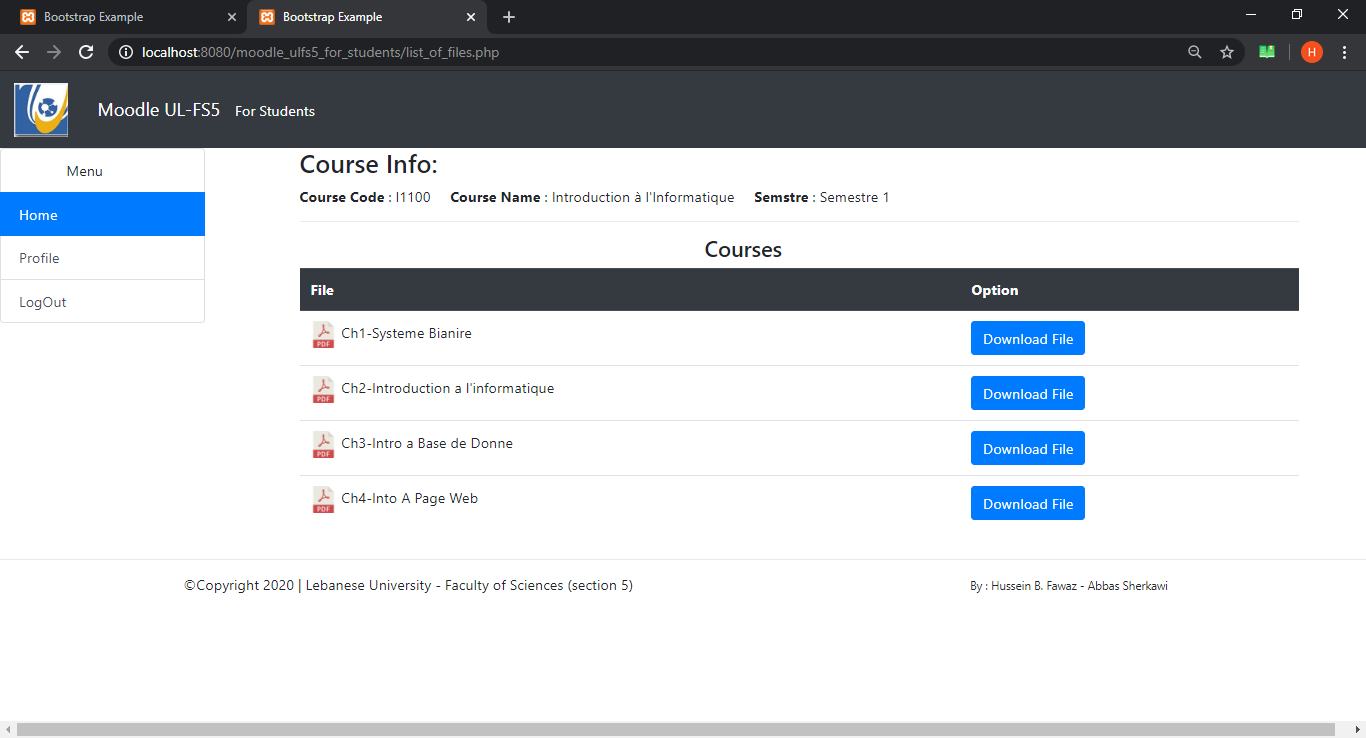 Bootstrap Example
Bootstrap Example
localhost:8080/moodle_ulfs5_for_students/list_of_files.php
H
Moodle UL-FS5 For Students
Menu
Home
Profile
LogOut
Course Info:
Course Code : I1100 Course Name : Introduction à l'Informatique Semstre : Semestre 1
Courses
File Option
PDF Ch1-Systeme Bianire Download File
PDF Ch2-Introduction a l'informatique Download File
PDF Ch3-Intro a Base de Donne Download File
PDF Ch4-Into A Page Web Download File
©Copyright 2020 | Lebanese University - Faculty of Sciences (section 5) By : Hussein B. Fawaz - Abbas Sherkawi